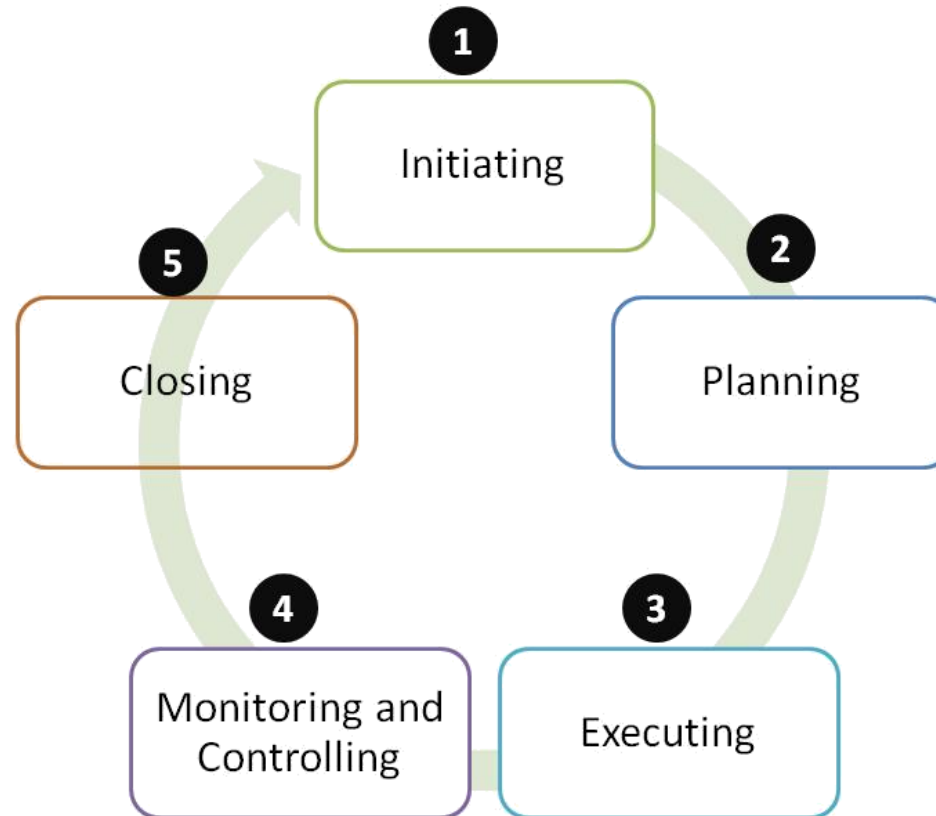 1
Initiating
2
Planning
3
Executing
4
Monitoring and
Controlling
5
Closing